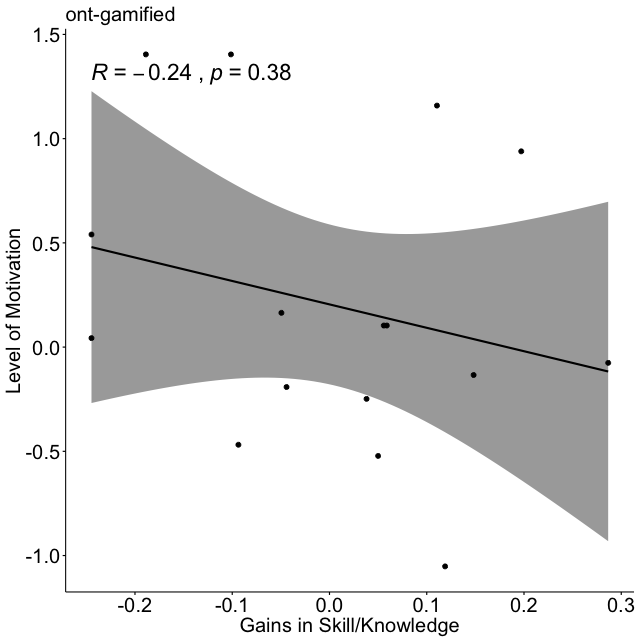 ont-gamified
R = −0.24 , p = 0.38
Level of Motivation
1.5
1.0
0.5
0.0
-0.5
-1.0
-0.2 -0.1 0.0 0.1 0.2 0.3
Gains in Skill/Knowledge